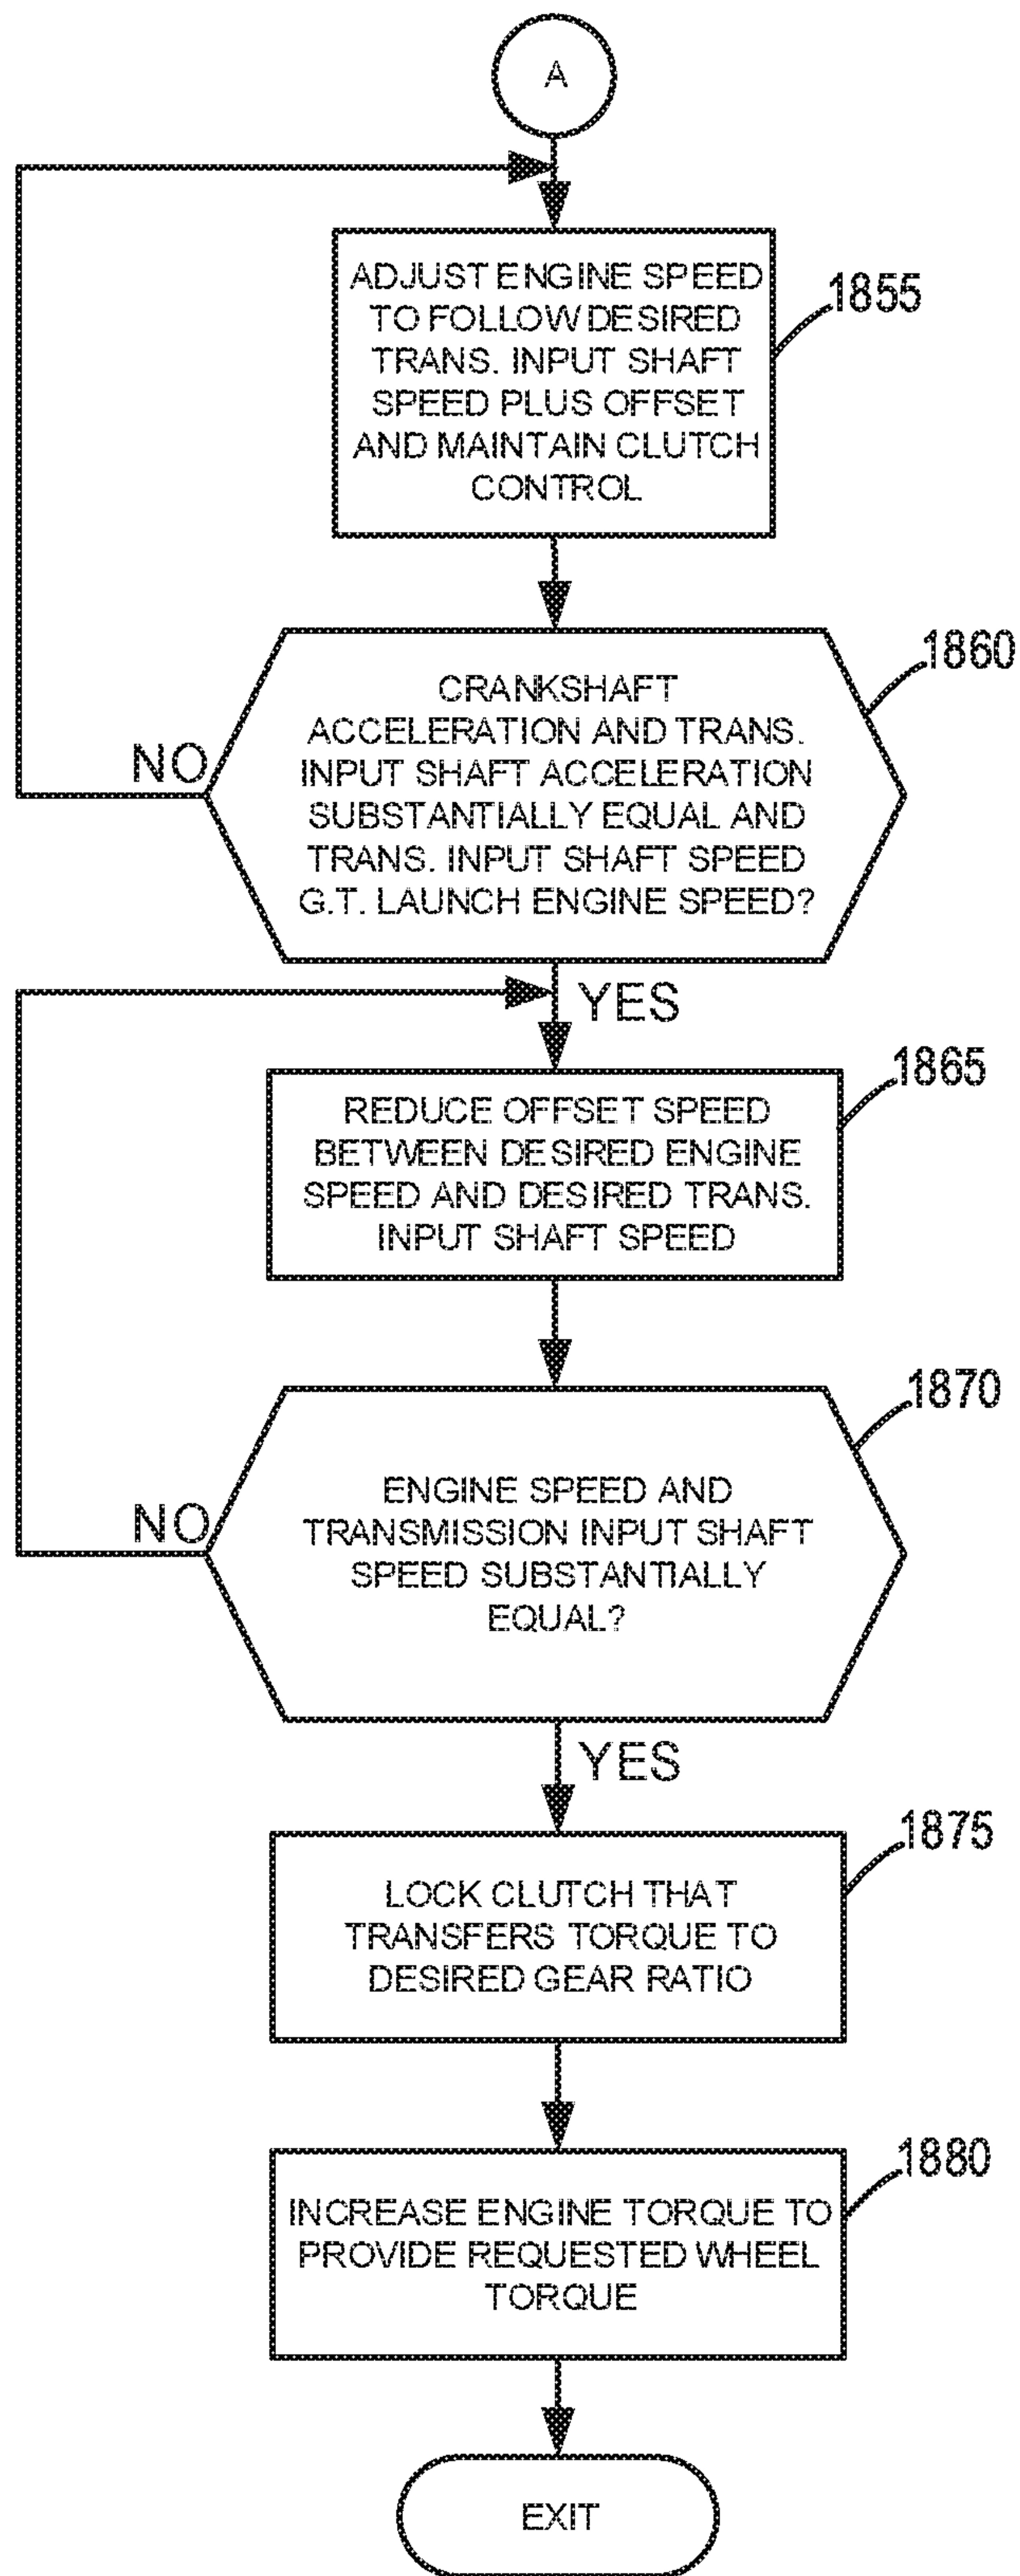 A
ADJUST ENGINE SPEED
TO FOLLOW DESIRED
TRANS. INPUT SHAFT
SPEED PLUS OFFSET
AND MAINTAIN CLUTCH
CONTROL
1855
CRANKSHAFT
ACCELERATION AND TRANS.
INPUT SHAFT ACCELERATION
SUBSTANTIALLY EQUAL AND
TRANS. INPUT SHAFT SPEED
G.T. LAUNCH ENGINE SPEED?
1860
NO
YES
REDUCE OFFSET SPEED
BETWEEN DESIRED ENGINE
SPEED AND DESIRED TRANS.
INPUT SHAFT SPEED
1865
ENGINE SPEED AND
TRANSMISSION INPUT SHAFT
SPEED SUBSTANTIALLY
EQUAL?
1870
NO
YES
LOCK CLUTCH THAT
TRANSFERS TORQUE TO
DESIRED GEAR RATIO
1875
INCREASE ENGINE TORQUE TO
PROVIDE REQUESTED WHEEL
TORQUE
1880
EXIT